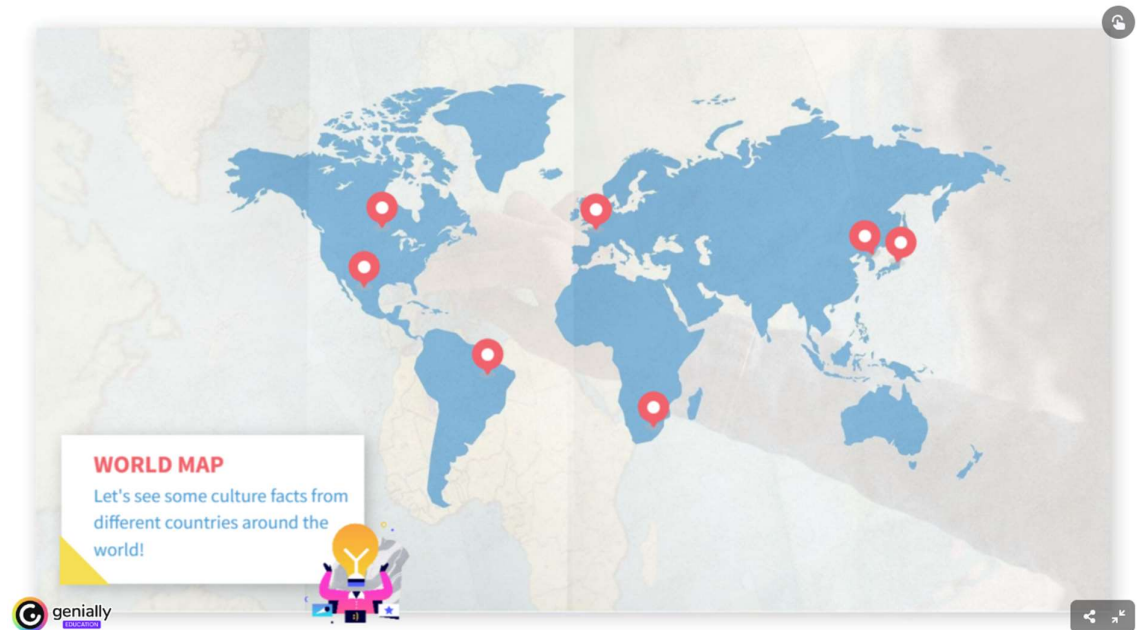 WORLD MAP
Let's see some culture facts from
different countries around the
world!
genially
EDUCATION